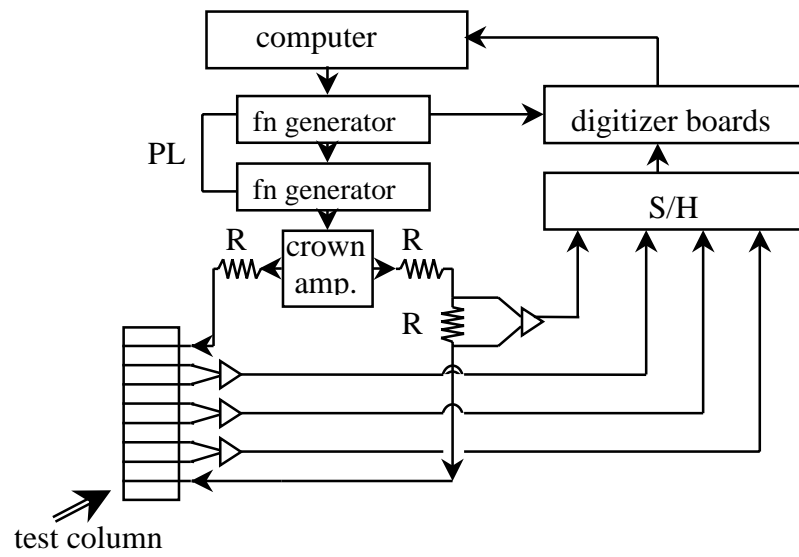 computer
fn generator
digitizer boards
PL
fn generator
S/H
R
crown
amp.
R
R
test column